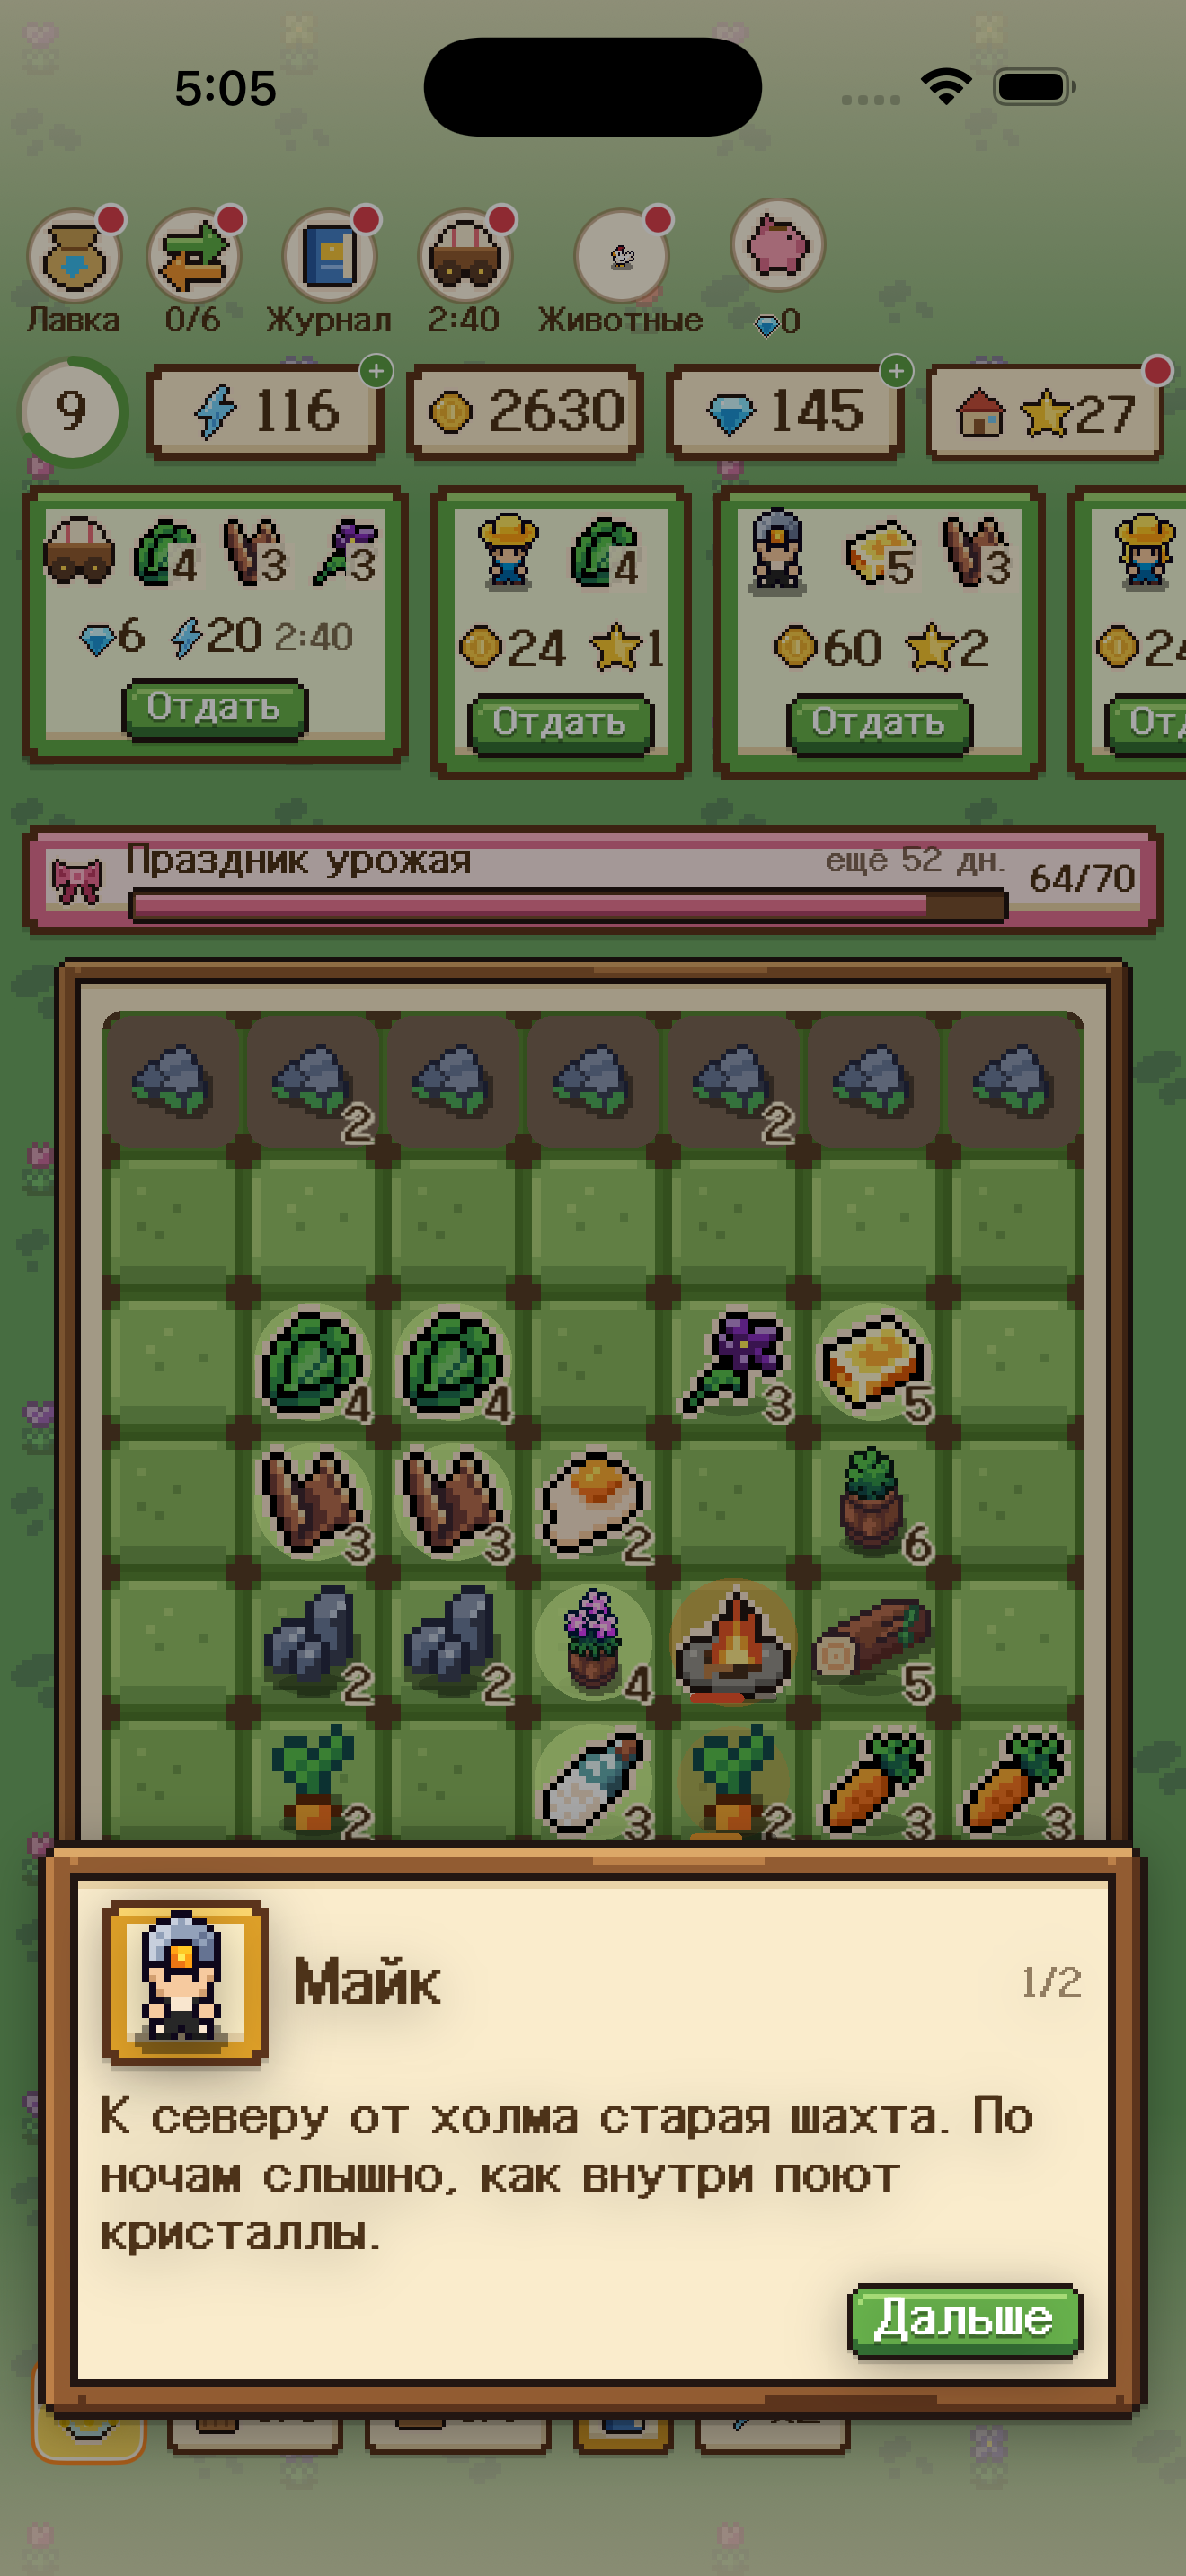 5:05
Лавка 0/6 Журнал 2:40 Животные 0
9 116 2630 145 27
4 3 3 4 5 3
6 20 2:40 24 1 60 2
Отдать Отдать Отдать
Праздник урожая ещё 52 дн. 64/70
2 2
4 4 3 5
3 3 2 6
2 2 4 5
2 3 2 3 3
Майк 1/2
К северу от холма старая шахта. По
ночам слышно, как внутри поют
кристаллы.
Дальше